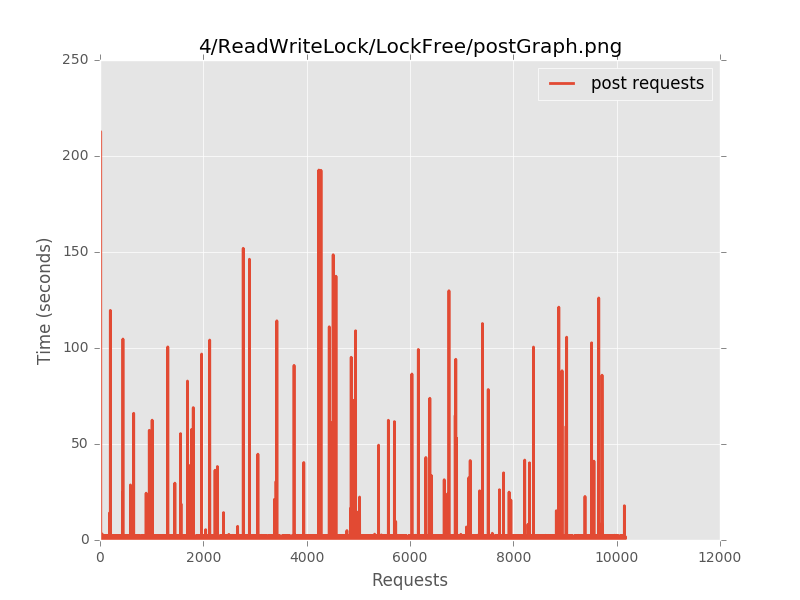 4/ReadWriteLock/LockFree/postGraph.png
250
post requests
200
150
100
50
0
Time (seconds)
0 2000 4000 6000 8000 10000 12000
Requests